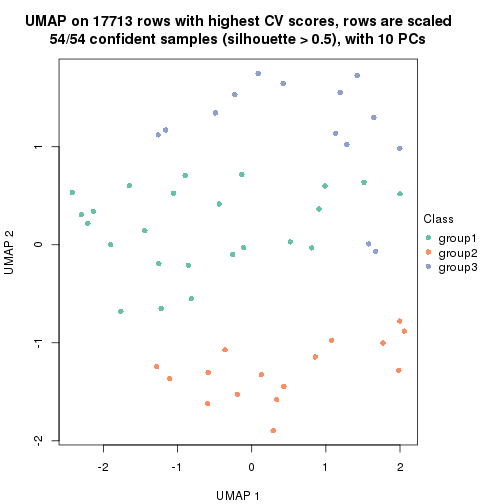 UMAP on 17713 rows with highest CV scores, rows are scaled
54/54 confident samples (silhouette > 0.5), with 10 PCs
UMAP 2
1
0
-1
-2
-2
-1
0
1
2
UMAP 1
Class
group1
group2
group3